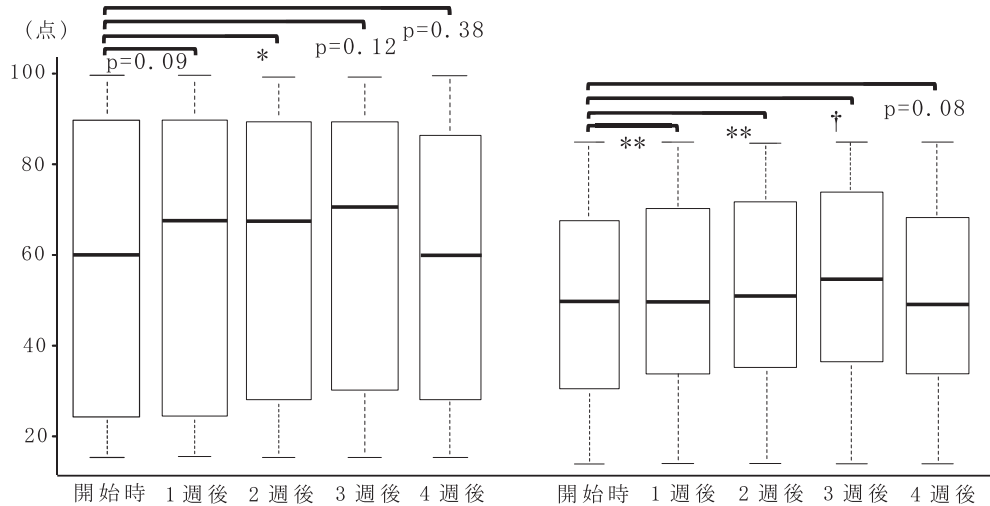 (点)
p=0.09
*
p=0.12
p=0.38
100
80
60
40
20
**
**
†
p=0.08
開始時 1週後 2週後 3週後 4週後
開始時 1週後 2週後 3週後 4週後